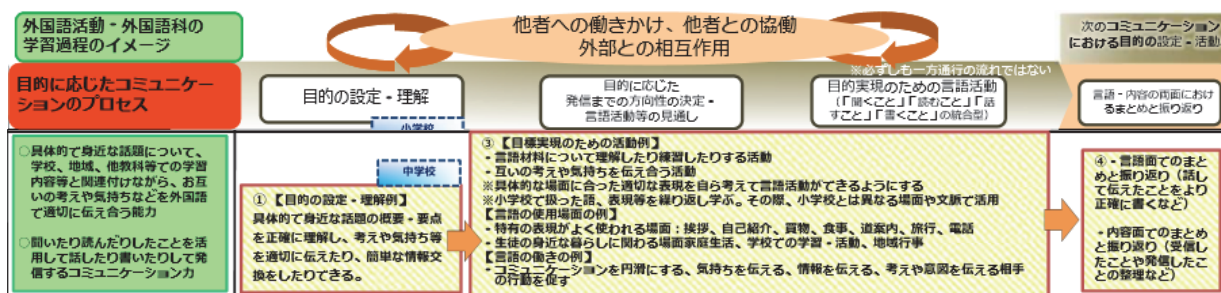 外国語活動・外国語科の
学習過程のイメージ
他者への働きかけ、他者との協働
外部との相互作用
次のコミュニケーション
における目的の設定・活動
目的に応じたコミュニケー
ションのプロセス
目的の設定・理解
目的に応じた
発信までの方向性の決定・
言語活動等の見通し
※必ずしも一方通行の流れではない
目的実現のための言語活動
(「聞くこと」「読むこと」「話
すこと」「書くこと」の統合型)
言語・内容の両面におけ
るまとめと振り返り
小学校
中学校
○具体的で身近な話題について、
学校、地域、他教科等での学習
内容等と関連付けながら、お互
いの考えや気持ちなどを外国語
で適切に伝え合う能力
○聞いたり読んだりしたことを活
用して話したり書いたりして発
信するコミュニケーション力
① 【目的の設定・理解例】
具体的で身近な話題の概要・要点
を正確に理解し、考えや気持ち等
を適切に伝えたり、簡単な情報交
換をしたりできる。
③ 【目標実現のための活動例】
- 言語材料について理解したり練習したりする活動
- 互いの考えや気持ちを伝え合う活動
※具体的な場面に合った適切な表現を自ら考えて言語活動ができるようにする
※小学校で扱った語、表現等を繰り返し学ぶ。その際、小学校とは異なる場面や文脈で活用
【言語の使用場面の例】
- 特有の表現がよく使われる場面：挨拶、自己紹介、買物、食事、道案内、旅行、電話
- 生徒の身近な暮らしに関わる場面家庭生活、学校での学習・活動、地域行事
【言語の働きの例】
- コミュニケーションを円滑にする、気持ちを伝える、情報を伝える、考えや意図を伝える相手
の行動を促す
④ - 言語面でのまと
めと振り返り（話し
て伝えたことをより
正確に書くなど）
- 内容面でのまとめ
と振り返り（受信し
たことや発信したこ
との整理など）